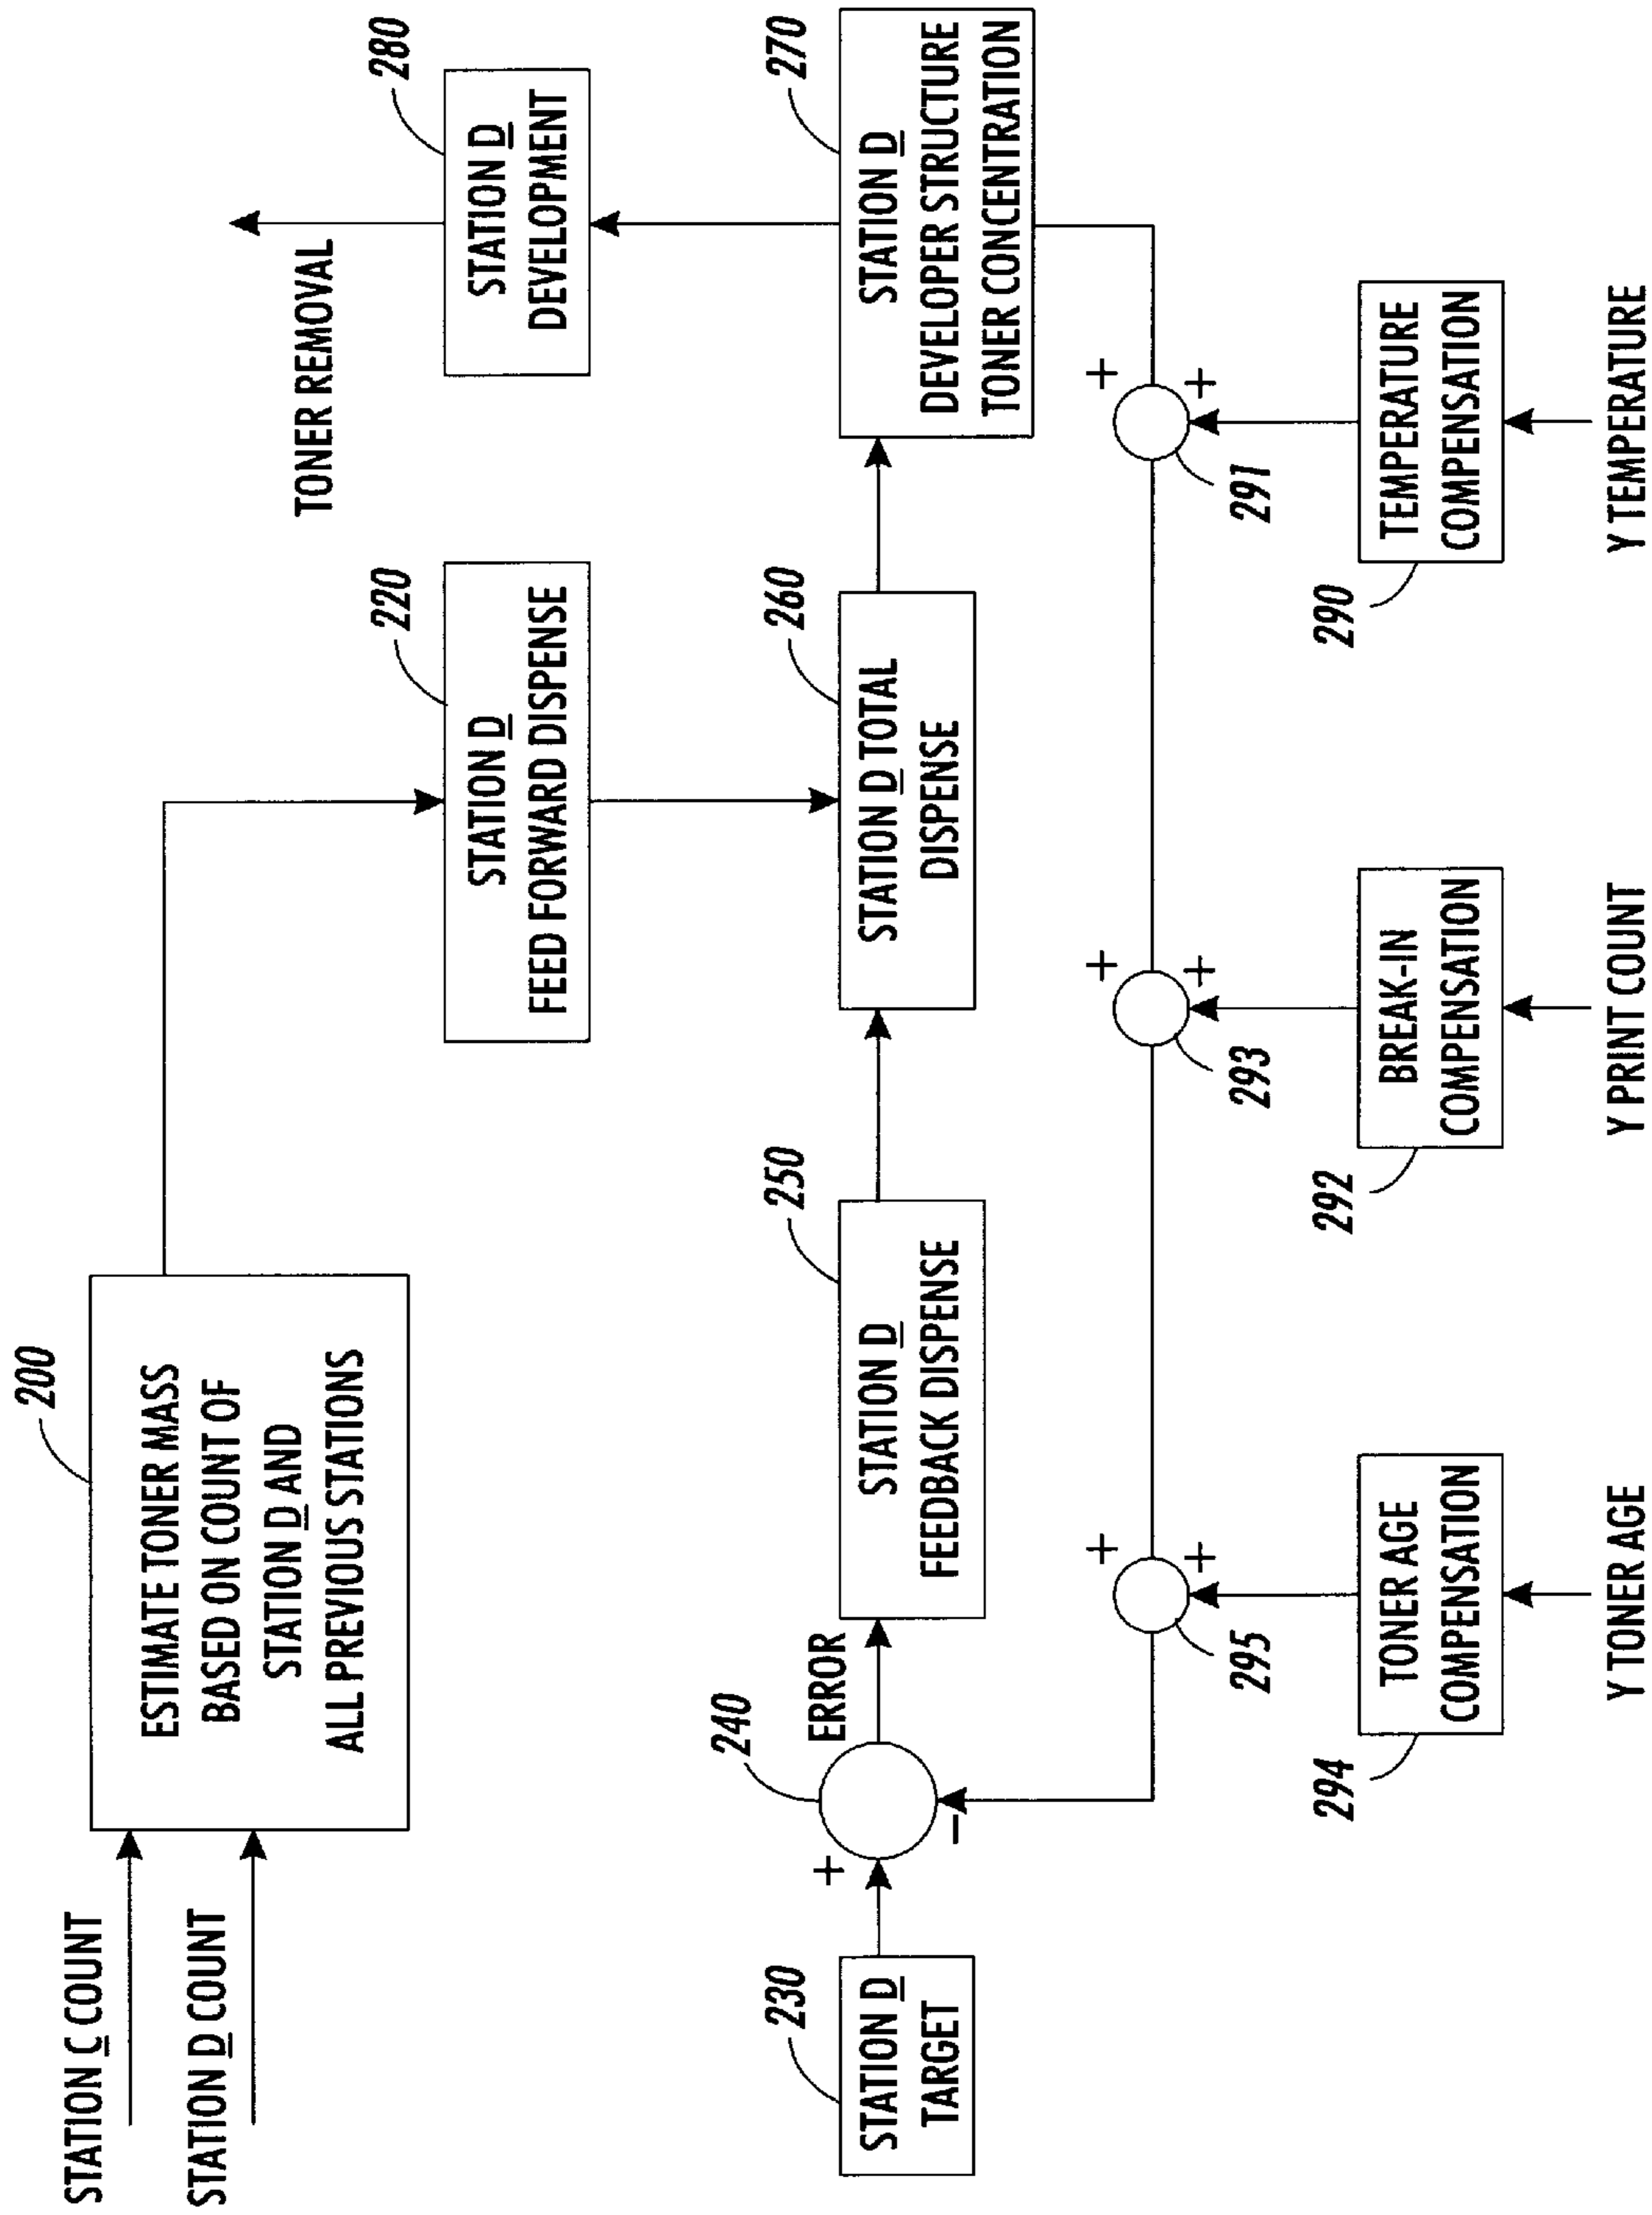 STATION C COUNT
STATION D COUNT
200
ESTIMATE TONER MASS
BASED ON COUNT OF
STATION D AND
ALL PREVIOUS STATIONS
220
STATION D
FEED FORWARD DISPENSE
TONER REMOVAL
280
STATION D
DEVELOPMENT
230
STATION D
TARGET
240
+
−
ERROR
250
STATION D
FEEDBACK DISPENSE
260
STATION D TOTAL
DISPENSE
270
STATION D
DEVELOPER STRUCTURE
TONER CONCENTRATION
+
+
295
+
+
293
+
+
291
294
TONER AGE
COMPENSATION
Y TONER AGE
292
BREAK-IN
COMPENSATION
Y PRINT COUNT
290
TEMPERATURE
COMPENSATION
Y TEMPERATURE